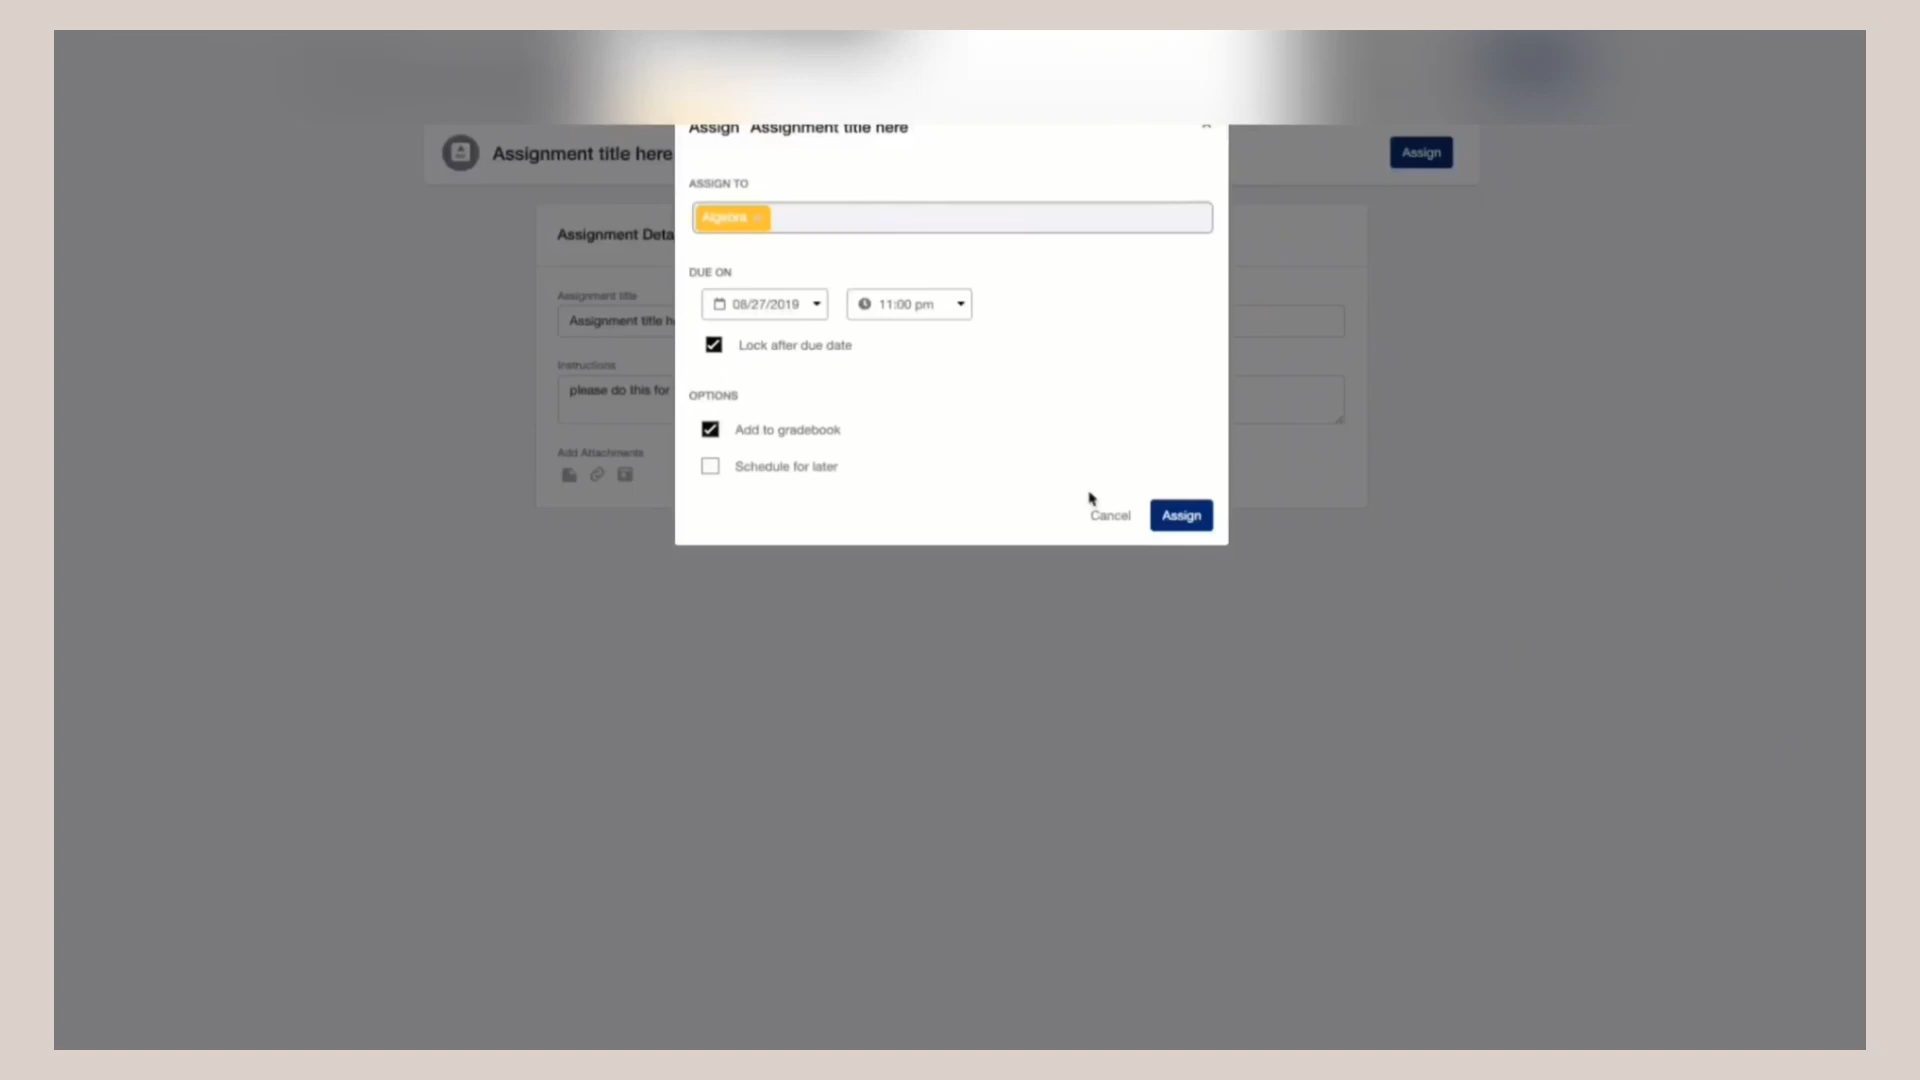 Assign Assignment title here
Assignment title here
Assign
ASSIGN TO
Algebra
Assignment Deta
DUE ON
Assignment title
08/27/2019
11:00 pm
Assignment title h
Lock after due date
Instructions
please do this for
OPTIONS
Add to gradebook
Add Attachments
Schedule for later
Cancel
Assign